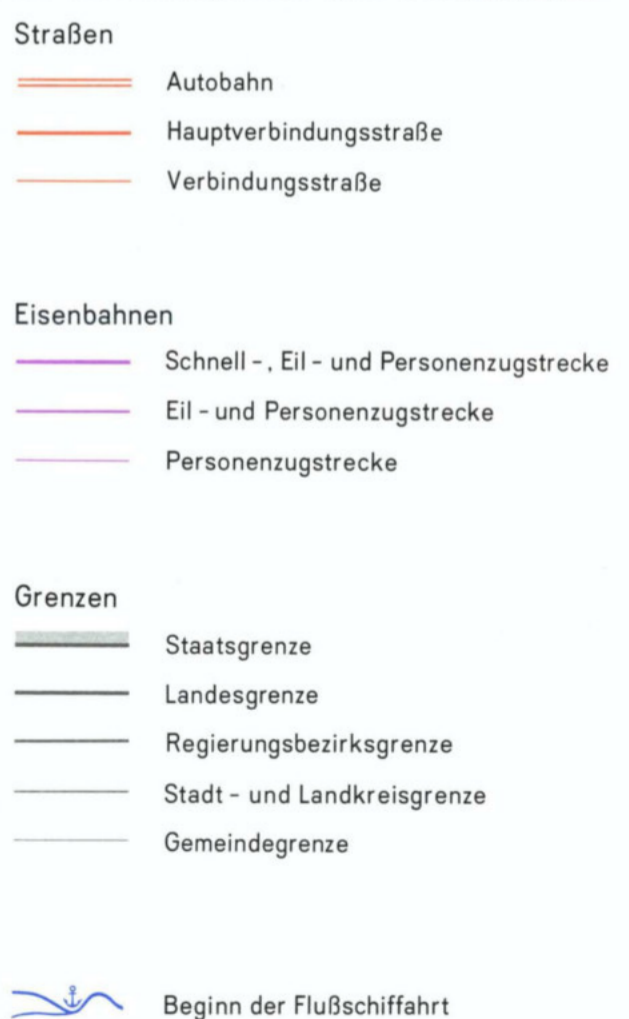 Straßen
Autobahn
Hauptverbindungsstraße
Verbindungsstraße
Eisenbahnen
Schnell-, Eil- und Personenzugstrecke
Eil- und Personenzugstrecke
Personenzugstrecke
Grenzen
Staatsgrenze
Landesgrenze
Regierungsbezirksgrenze
Stadt- und Landkreisgrenze
Gemeindegrenze
Beginn der Flußschiffahrt